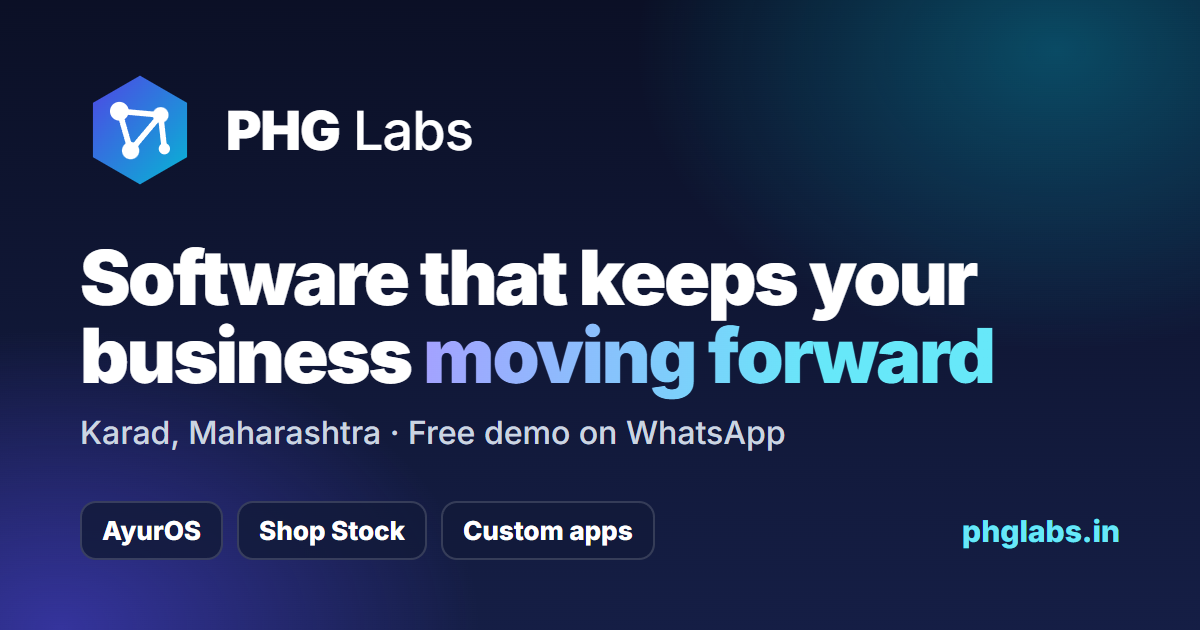 PHG Labs
Software that keeps your
business moving forward
Karad, Maharashtra · Free demo on WhatsApp
AyurOS
Shop Stock
Custom apps
phglabs.in